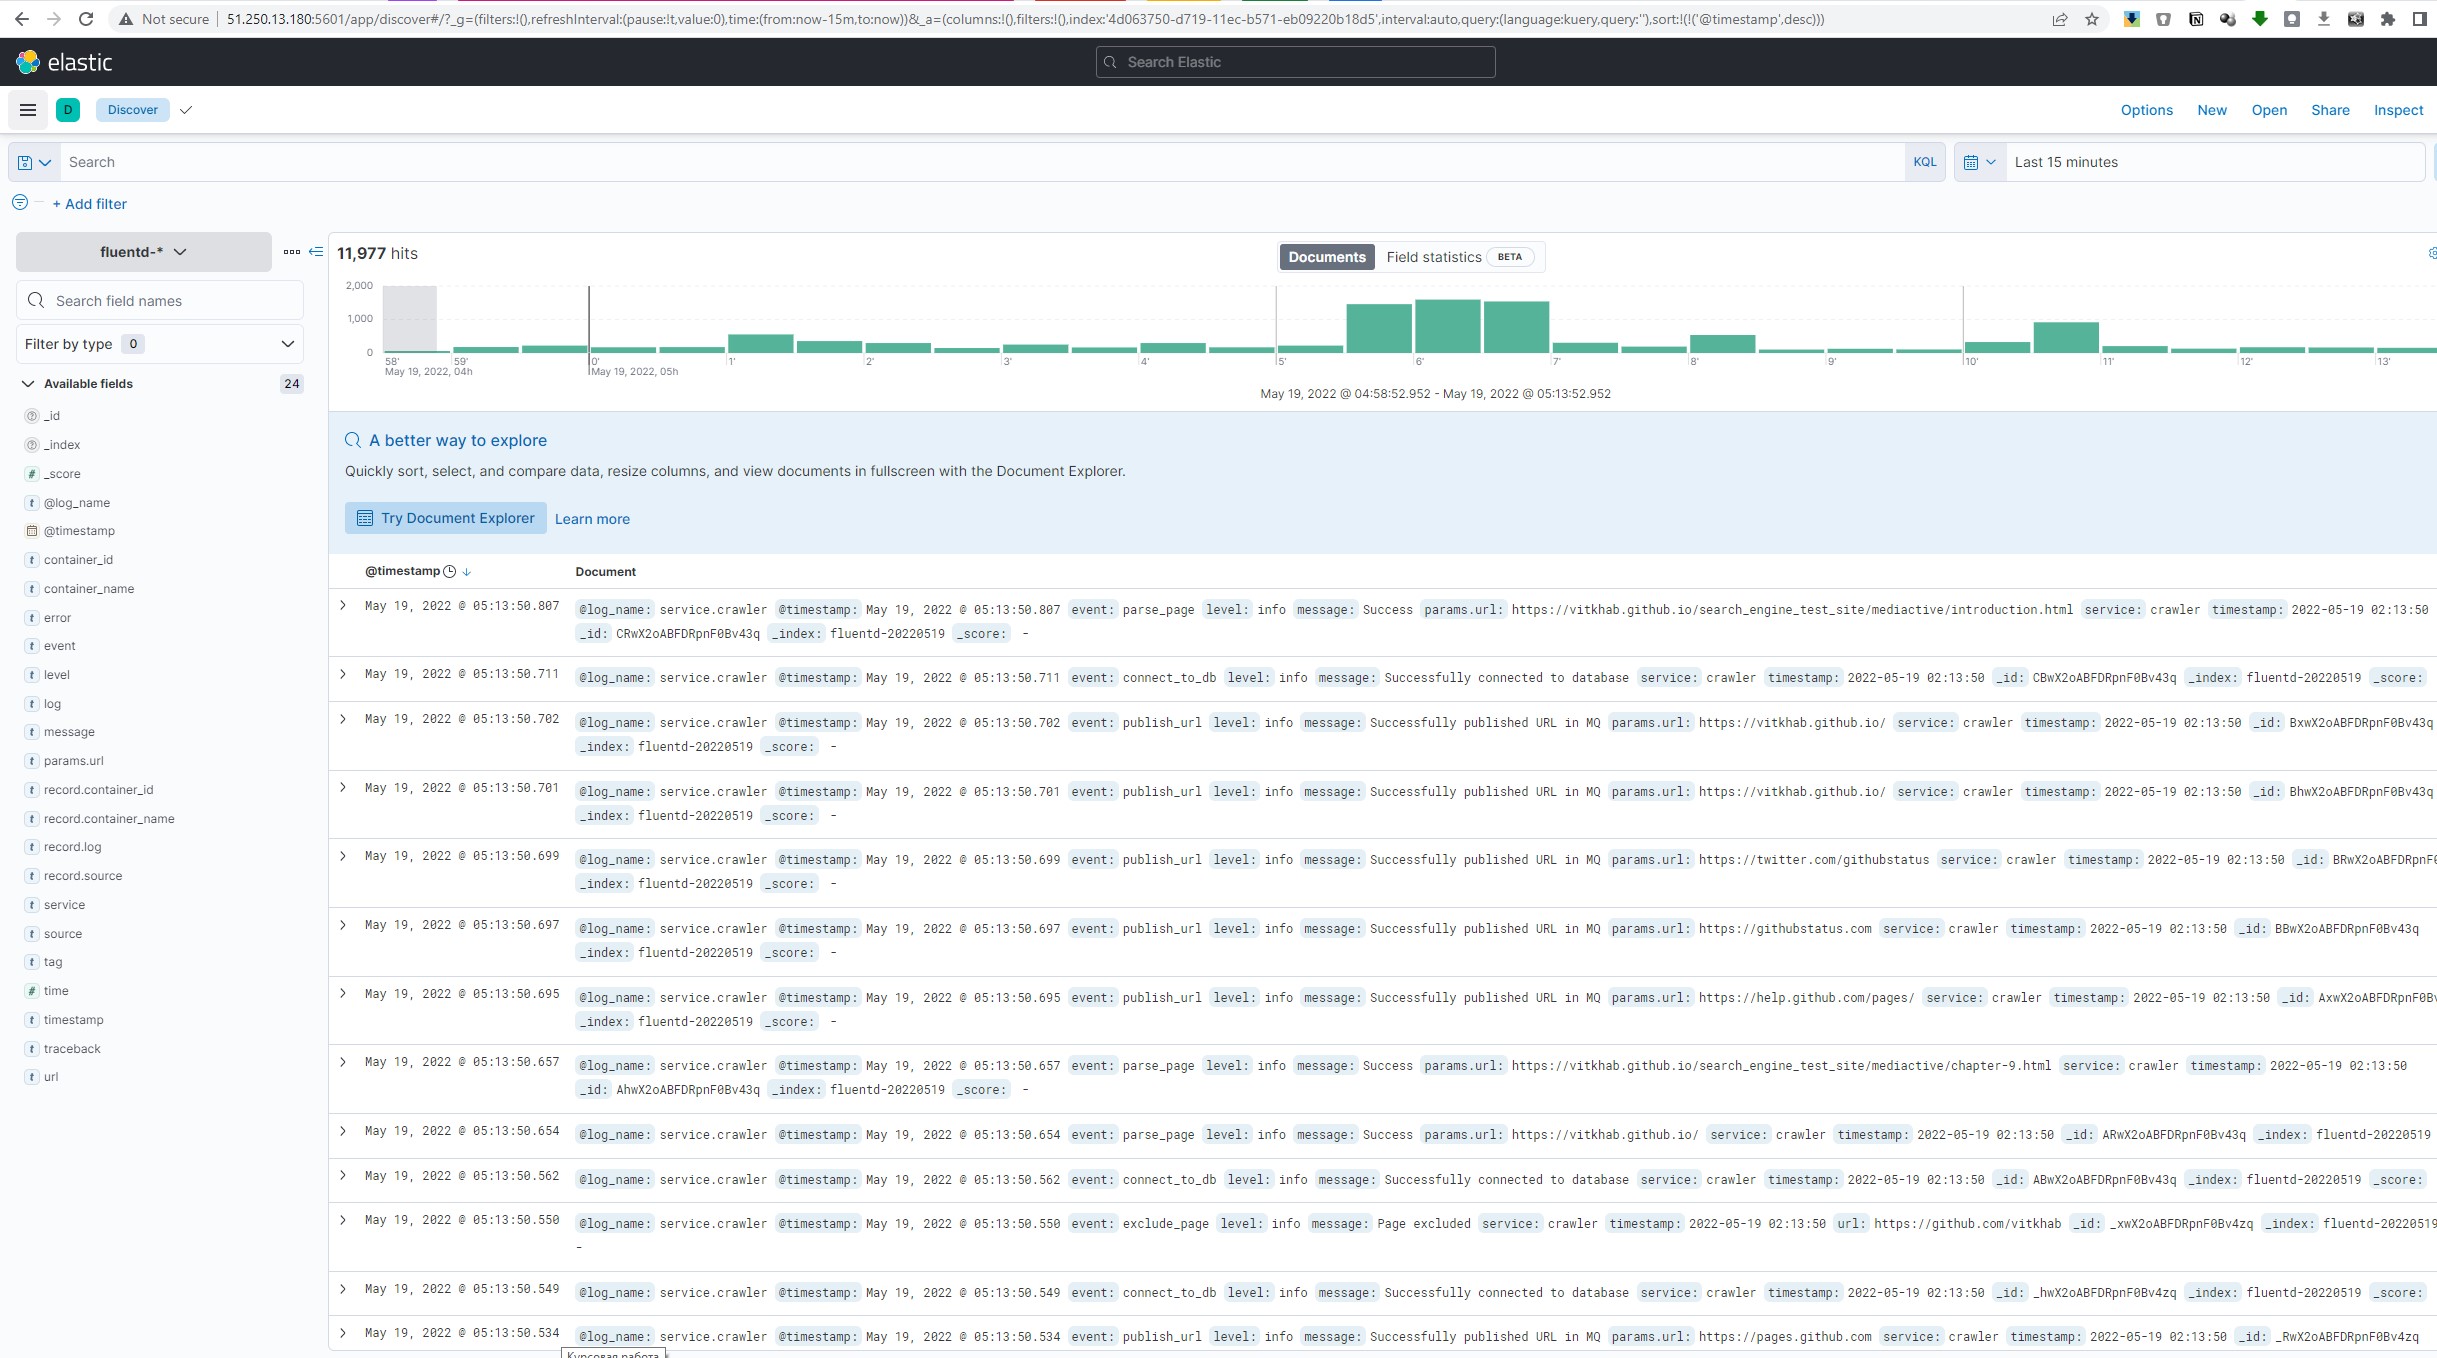 Not secure | 51.250.13.180:5601/app/discover#/?_g=(filters:!(),refreshInterval:(pause:!t,value:0),time:(from:now-15m,to:now))&_a=(columns:!(),filters:!(),index:'4d063750-d719-11ec-b571-eb09220b18d5',interval:auto,query:(language:kuery,query:''),sort:!(!('@timestamp',desc)))
elastic
Search Elastic
D Discover Options New Open Share Inspect
Search KQL Last 15 minutes
+ Add filter
fluentd-*
Search field names
Filter by type 0
Available fields 24
_id
_index
_score
@log_name
@timestamp
container_id
container_name
error
event
level
log
message
params.url
record.container_id
record.container_name
record.log
record.source
service
source
tag
time
timestamp
traceback
url
11,977 hits
Documents Field statistics BETA
2,000
1,000
0
58' 59' 0' 1' 2' 3' 4' 5' 6' 7' 8' 9' 10' 11' 12' 13'
May 19, 2022, 04h May 19, 2022, 05h
May 19, 2022 @ 04:58:52.952 - May 19, 2022 @ 05:13:52.952
A better way to explore
Quickly sort, select, and compare data, resize columns, and view documents in fullscreen with the Document Explorer.
Try Document Explorer Learn more
@timestamp Document
May 19, 2022 @ 05:13:50.807 @log_name: service.crawler @timestamp: May 19, 2022 @ 05:13:50.807 event: parse_page level: info message: Success params.url: https://vitkhab.github.io/search_engine_test_site/mediactive/introduction.html service: crawler timestamp: 2022-05-19 02:13:50
_id: CRwX2oABFDRpnF0Bv43q _index: fluentd-20220519 _score: -
May 19, 2022 @ 05:13:50.711 @log_name: service.crawler @timestamp: May 19, 2022 @ 05:13:50.711 event: connect_to_db level: info message: Successfully connected to database service: crawler timestamp: 2022-05-19 02:13:50 _id: CBwX2oABFDRpnF0Bv43q _index: fluentd-20220519 _score:
May 19, 2022 @ 05:13:50.702 @log_name: service.crawler @timestamp: May 19, 2022 @ 05:13:50.702 event: publish_url level: info message: Successfully published URL in MQ params.url: https://vitkhab.github.io/ service: crawler timestamp: 2022-05-19 02:13:50 _id: BxwX2oABFDRpnF0Bv43q
_index: fluentd-20220519 _score: -
May 19, 2022 @ 05:13:50.701 @log_name: service.crawler @timestamp: May 19, 2022 @ 05:13:50.701 event: publish_url level: info message: Successfully published URL in MQ params.url: https://vitkhab.github.io/ service: crawler timestamp: 2022-05-19 02:13:50 _id: BhwX2oABFDRpnF0Bv43q
_index: fluentd-20220519 _score: -
May 19, 2022 @ 05:13:50.699 @log_name: service.crawler @timestamp: May 19, 2022 @ 05:13:50.699 event: publish_url level: info message: Successfully published URL in MQ params.url: https://twitter.com/githubstatus service: crawler timestamp: 2022-05-19 02:13:50 _id: BRwX2oABFDRpnF
_index: fluentd-20220519 _score: -
May 19, 2022 @ 05:13:50.697 @log_name: service.crawler @timestamp: May 19, 2022 @ 05:13:50.697 event: publish_url level: info message: Successfully published URL in MQ params.url: https://githubstatus.com service: crawler timestamp: 2022-05-19 02:13:50 _id: BBwX2oABFDRpnF0Bv43q
_index: fluentd-20220519 _score: -
May 19, 2022 @ 05:13:50.695 @log_name: service.crawler @timestamp: May 19, 2022 @ 05:13:50.695 event: publish_url level: info message: Successfully published URL in MQ params.url: https://help.github.com/pages/ service: crawler timestamp: 2022-05-19 02:13:50 _id: AxwX2oABFDRpnF0Bv
_index: fluentd-20220519 _score: -
May 19, 2022 @ 05:13:50.657 @log_name: service.crawler @timestamp: May 19, 2022 @ 05:13:50.657 event: parse_page level: info message: Success params.url: https://vitkhab.github.io/search_engine_test_site/mediactive/chapter-9.html service: crawler timestamp: 2022-05-19 02:13:50
_id: AhwX2oABFDRpnF0Bv43q _index: fluentd-20220519 _score: -
May 19, 2022 @ 05:13:50.654 @log_name: service.crawler @timestamp: May 19, 2022 @ 05:13:50.654 event: parse_page level: info message: Success params.url: https://vitkhab.github.io/ service: crawler timestamp: 2022-05-19 02:13:50 _id: ARwX2oABFDRpnF0Bv43q _index: fluentd-20220519
May 19, 2022 @ 05:13:50.562 @log_name: service.crawler @timestamp: May 19, 2022 @ 05:13:50.562 event: connect_to_db level: info message: Successfully connected to database service: crawler timestamp: 2022-05-19 02:13:50 _id: ABwX2oABFDRpnF0Bv43q _index: fluentd-20220519 _score:
May 19, 2022 @ 05:13:50.550 @log_name: service.crawler @timestamp: May 19, 2022 @ 05:13:50.550 event: exclude_page level: info message: Page excluded service: crawler timestamp: 2022-05-19 02:13:50 url: https://github.com/vitkhab _id: _xwX2oABFDRpnF0Bv4zq _index: fluentd-20220519
-
May 19, 2022 @ 05:13:50.549 @log_name: service.crawler @timestamp: May 19, 2022 @ 05:13:50.549 event: connect_to_db level: info message: Successfully connected to database service: crawler timestamp: 2022-05-19 02:13:50 _id: _hwX2oABFDRpnF0Bv4zq _index: fluentd-20220519 _score:
May 19, 2022 @ 05:13:50.534 @log_name: service.crawler @timestamp: May 19, 2022 @ 05:13:50.534 event: publish_url level: info message: Successfully published URL in MQ params.url: https://pages.github.com service: crawler timestamp: 2022-05-19 02:13:50 _id: _RwX2oABFDRpnF0Bv4zq
Курсовая работа